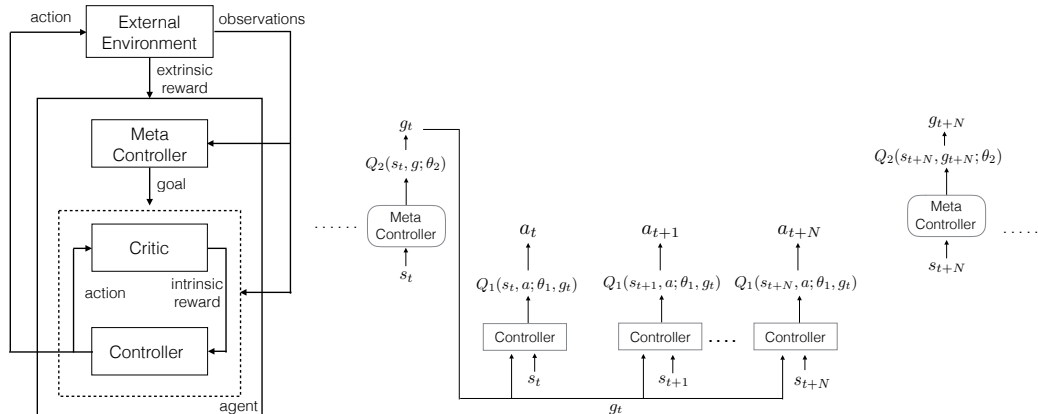 action
External
Environment
observations
extrinsic
reward
Meta
Controller
goal
Critic
action
intrinsic
reward
Controller
agent
......
g_t
Q_2(s_t, g; θ_2)
Meta
Controller
s_t
a_t
Q_1(s_t, a; θ_1, g_t)
Controller
s_t
a_{t+1}
Q_1(s_{t+1}, a; θ_1, g_t)
Controller
s_{t+1}
....
a_{t+N}
Q_1(s_{t+N}, a; θ_1, g_t)
Controller
s_{t+N}
g_t
g_{t+N}
Q_2(s_{t+N}, g_{t+N}; θ_2)
Meta
Controller
s_{t+N}
.....